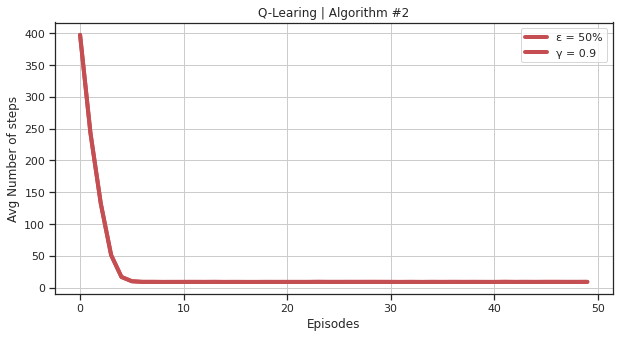 Q-Learing | Algorithm #2
ε = 50%
γ = 0.9
Avg Number of steps
400
350
300
250
200
150
100
50
0
0 10 20 30 40 50
Episodes